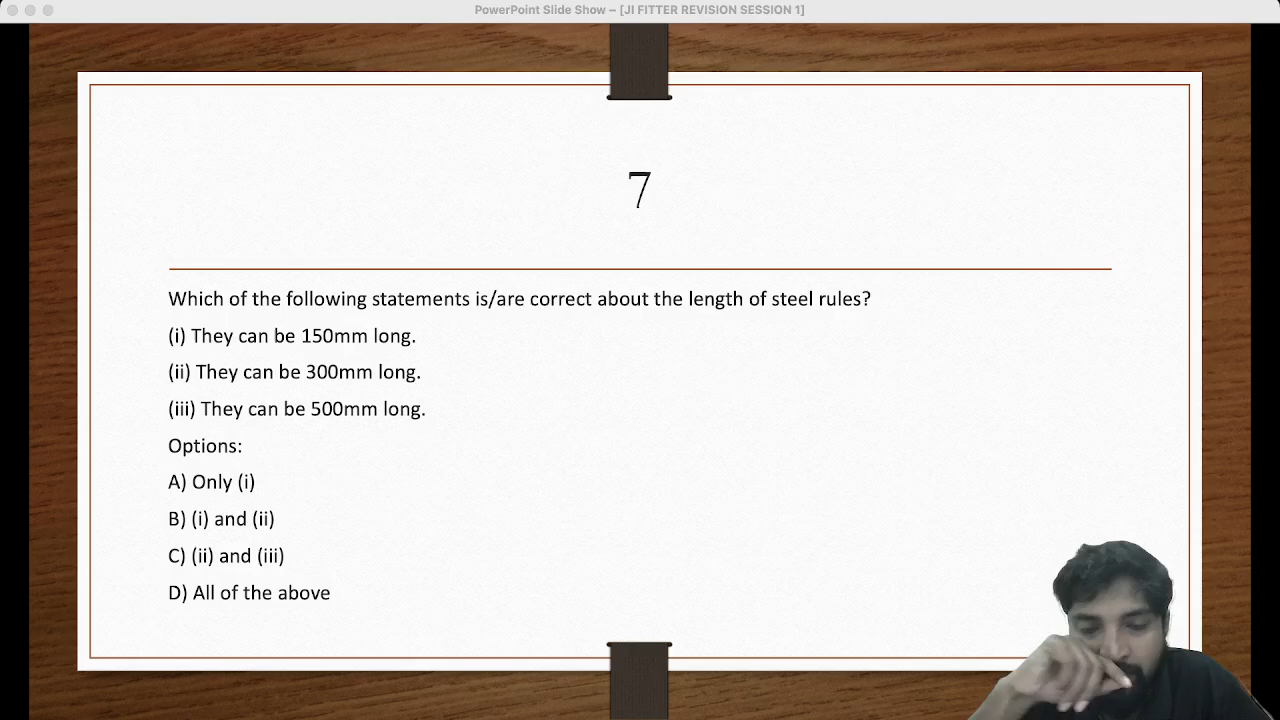 PowerPoint Slide Show – [JI FITTER REVISION SESSION 1]
7
Which of the following statements is/are correct about the length of steel rules?
(i) They can be 150mm long.
(ii) They can be 300mm long.
(iii) They can be 500mm long.
Options:
A) Only (i)
B) (i) and (ii)
C) (ii) and (iii)
D) All of the above